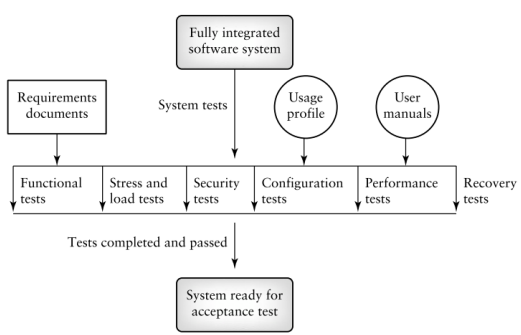 Fully integrated
software system
Requirements
documents
System tests
Usage
profile
User
manuals
Functional
tests
Stress and
load tests
Security
tests
Configuration
tests
Performance
tests
Recovery
tests
Tests completed and passed
System ready for
acceptance test